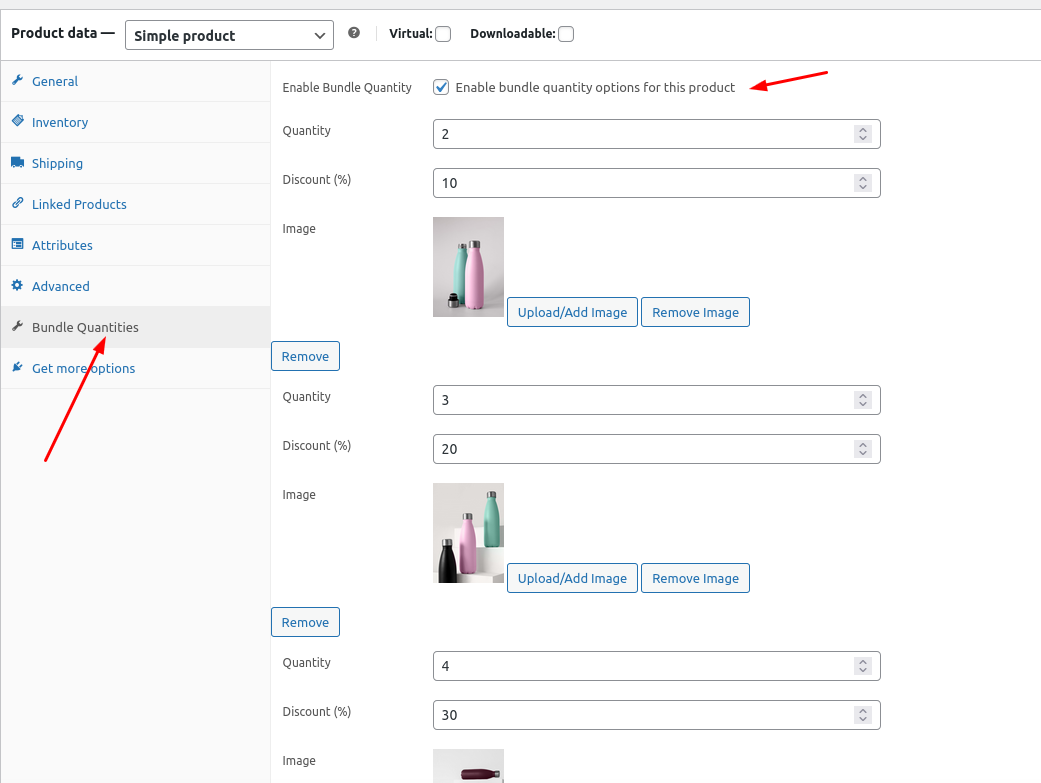 Product data — Simple product ? Virtual: Downloadable:
General
Inventory
Shipping
Linked Products
Attributes
Advanced
Bundle Quantities
Get more options
Enable Bundle Quantity Enable bundle quantity options for this product
Quantity 2
Discount (%) 10
Image
Upload/Add Image Remove Image
Remove
Quantity 3
Discount (%) 20
Image
Upload/Add Image Remove Image
Remove
Quantity 4
Discount (%) 30
Image